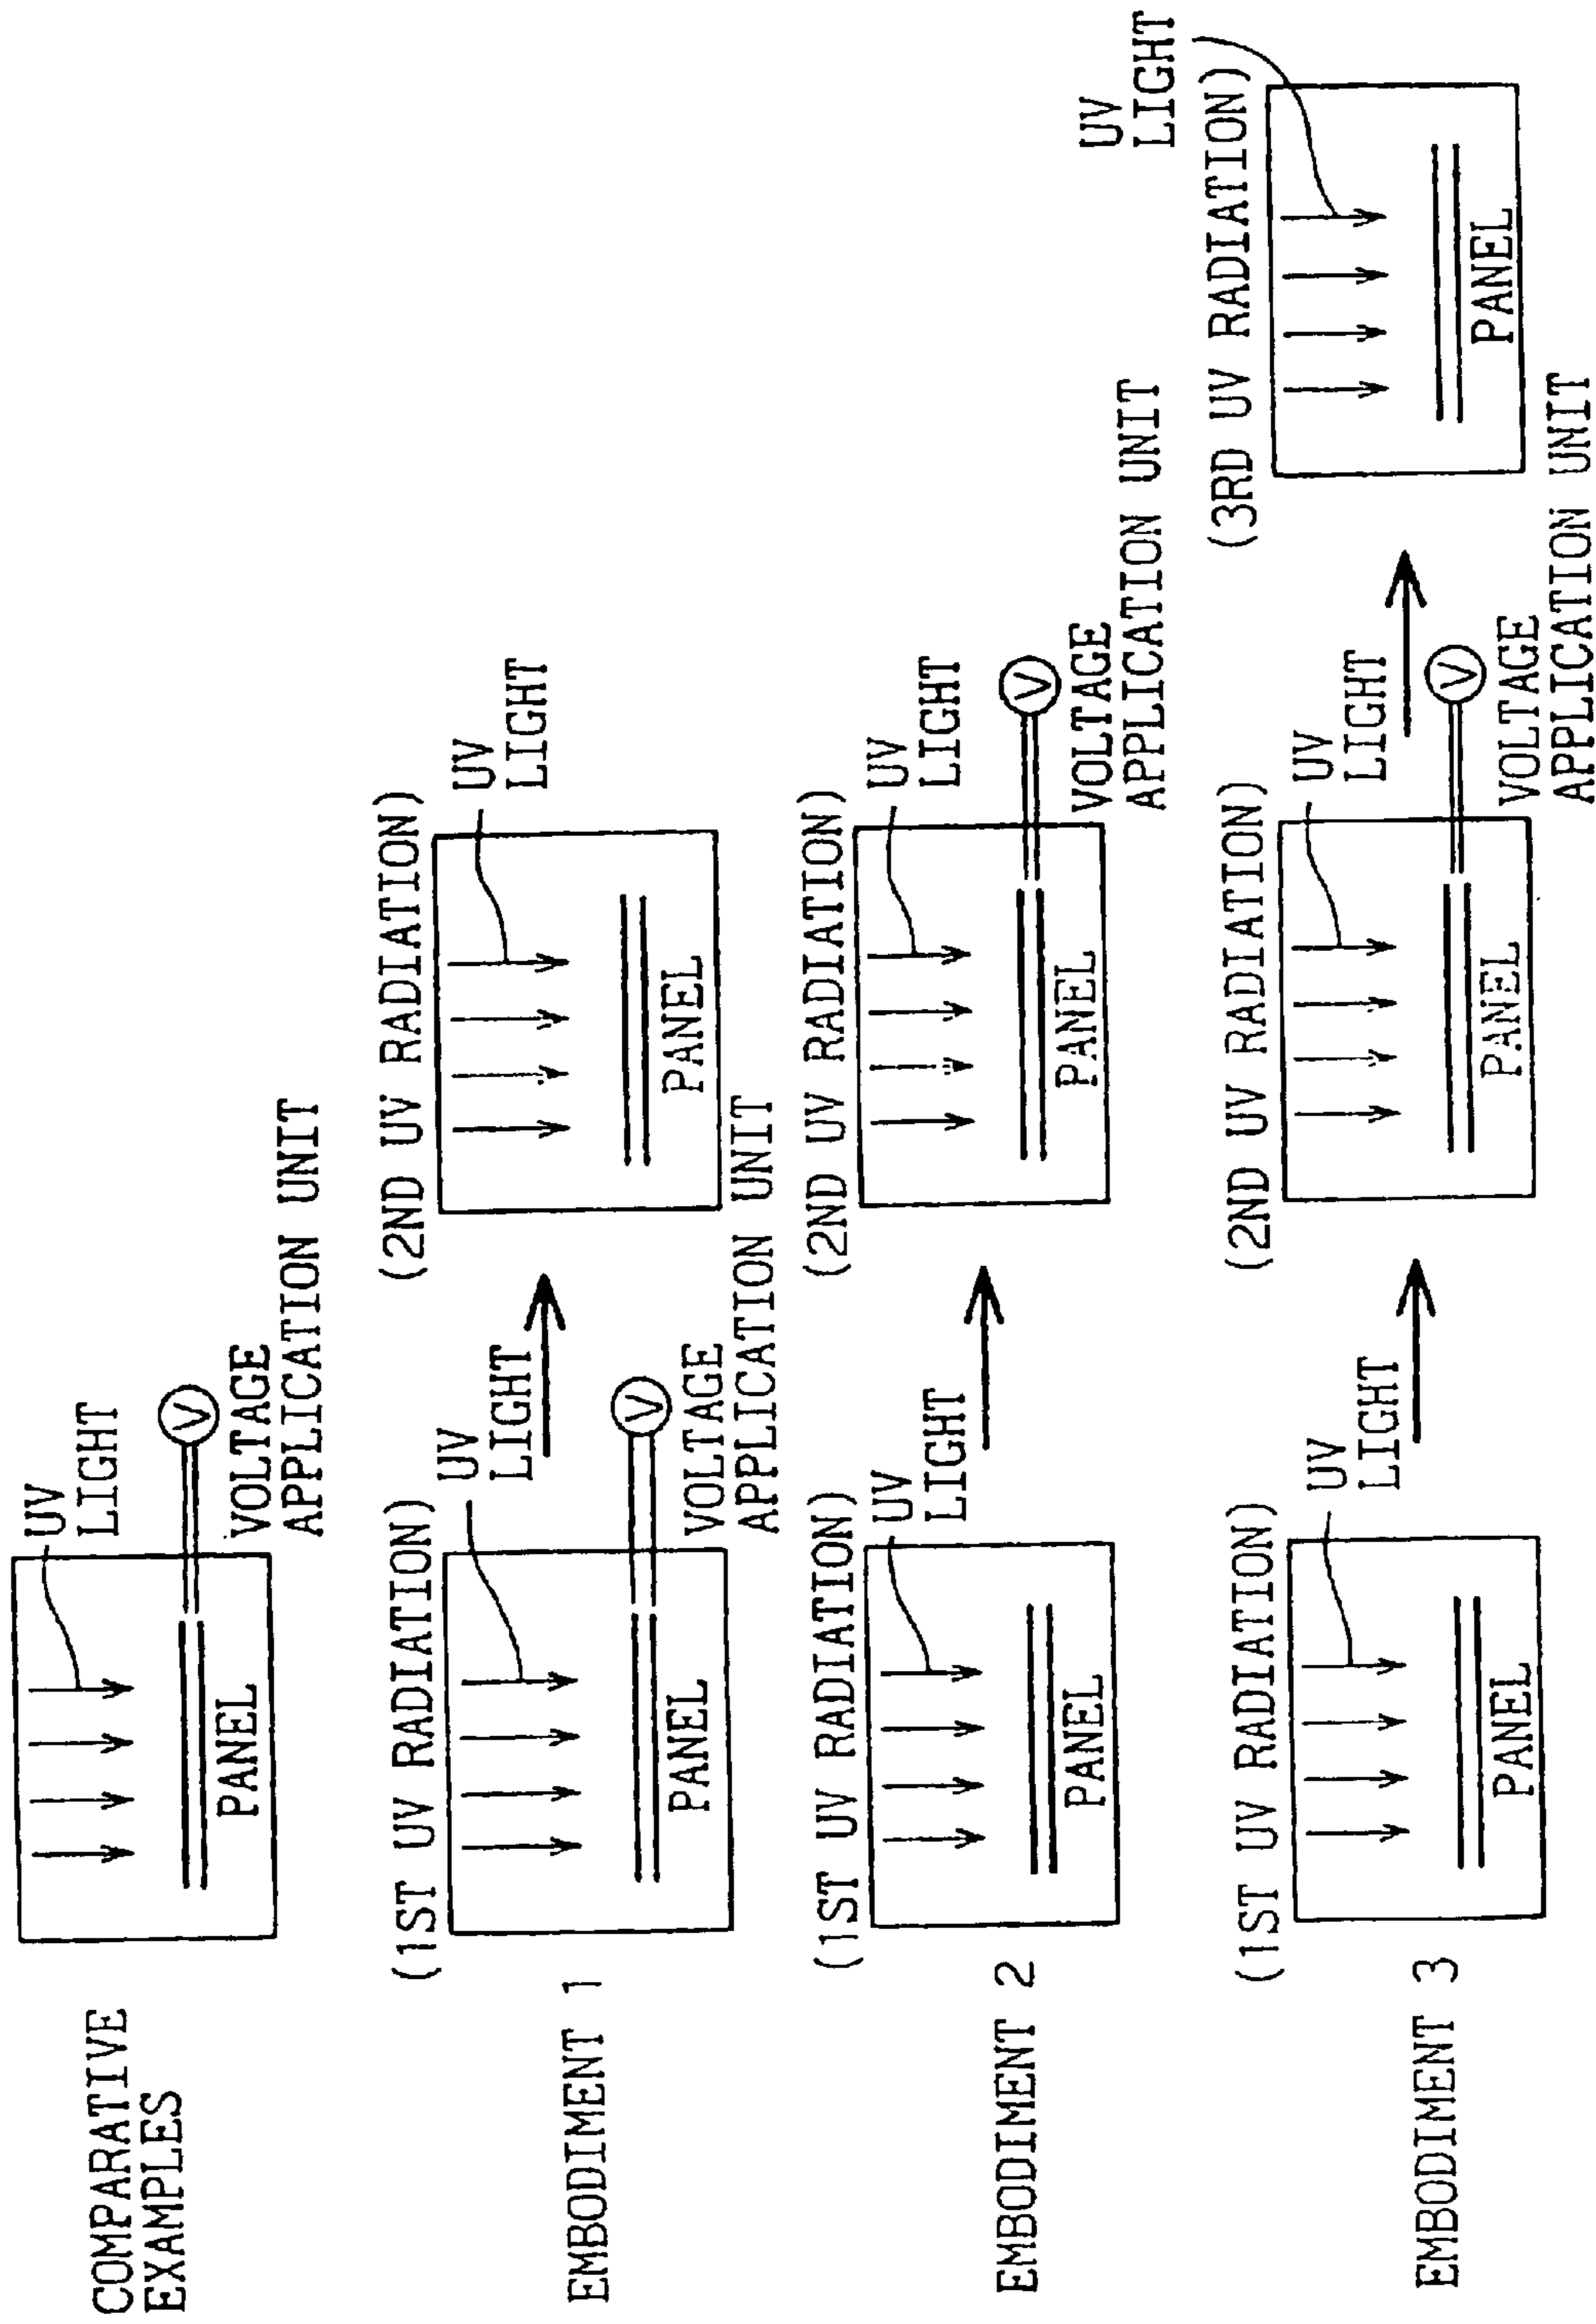 COMPARATIVE
EXAMPLES
UV
LIGHT
PANEL
V
VOLTAGE
APPLICATION UNIT
EMBODIMENT 1
(1ST UV RADIATION)
UV
LIGHT
PANEL
V
VOLTAGE
APPLICATION UNIT
(2ND UV RADIATION)
UV
LIGHT
PANEL
EMBODIMENT 2
(1ST UV RADIATION)
UV
LIGHT
PANEL
(2ND UV RADIATION)
UV
LIGHT
PANEL
V
VOLTAGE
APPLICATION UNIT
EMBODIMENT 3
(1ST UV RADIATION)
UV
LIGHT
PANEL
(2ND UV RADIATION)
UV
LIGHT
PANEL
V
VOLTAGE
APPLICATION UNIT
(3RD UV RADIATION)
UV
LIGHT
PANEL